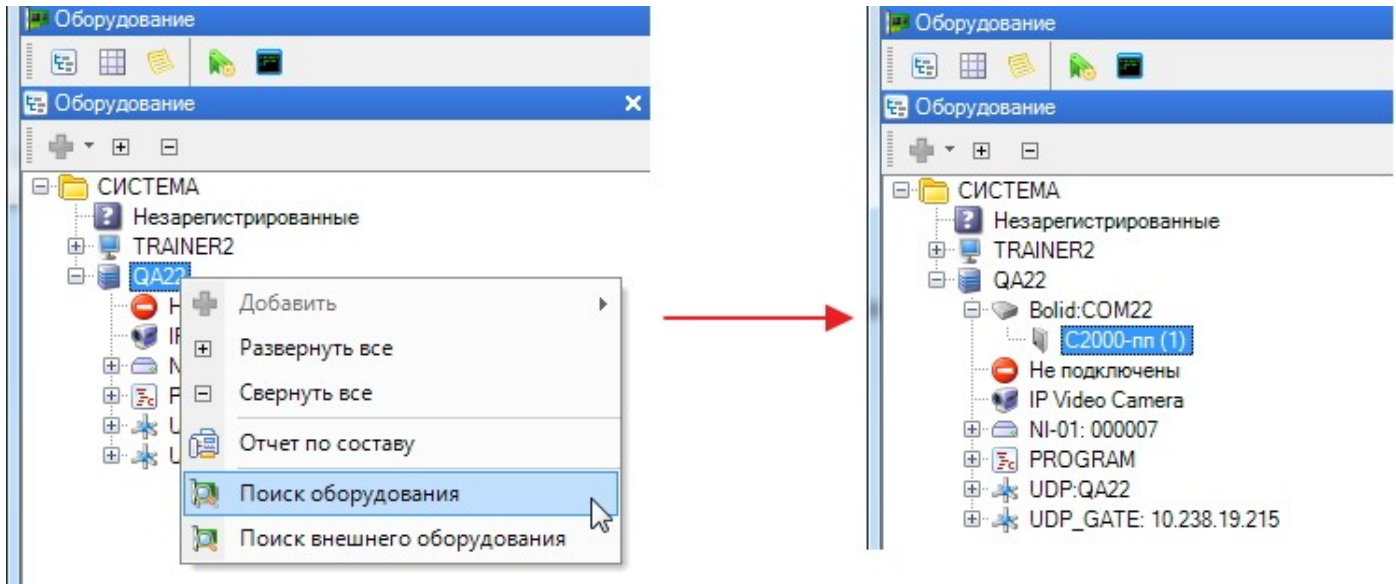 Оборудование
Оборудование
СИСТЕМА
Незарегистрированные
TRAINER2
QA22
Добавить
Развернуть все
Свернуть все
Отчет по составу
Поиск оборудования
Поиск внешнего оборудования
Оборудование
Оборудование
СИСТЕМА
Незарегистрированные
TRAINER2
QA22
Bolid:COM22
С2000-пп (1)
Не подключены
IP Video Camera
NI-01: 000007
PROGRAM
UDP:QA22
UDP_GATE: 10.238.19.215